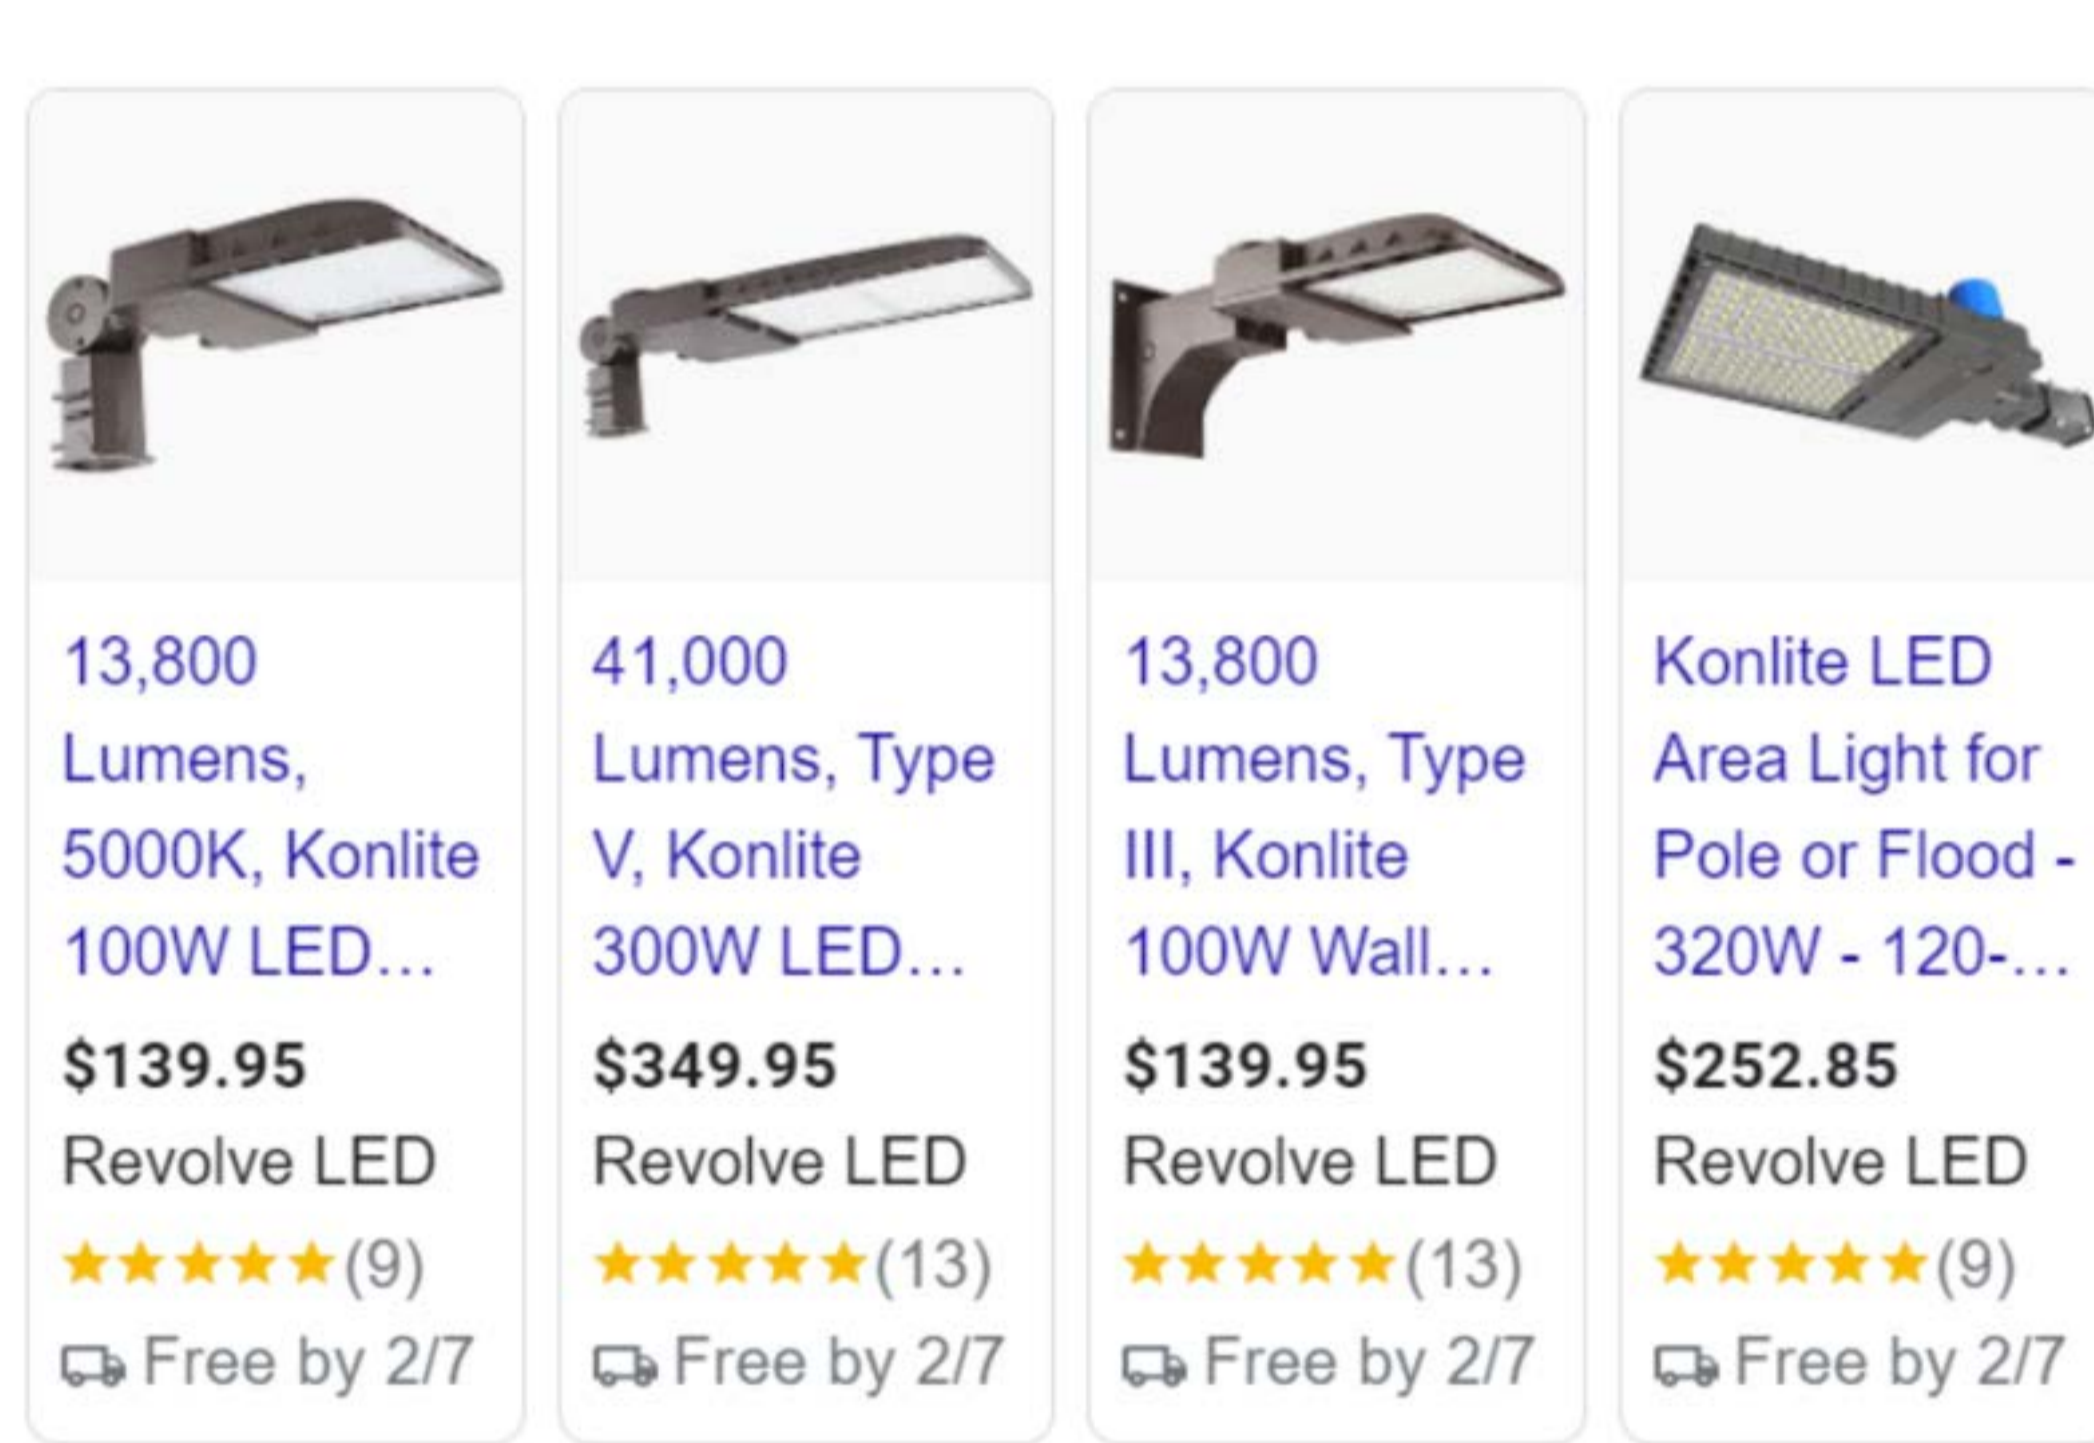 13,800
Lumens,
5000K, Konlite
100W LED...
$139.95
Revolve LED
(9)
Free by 2/7
41,000
Lumens, Type
V, Konlite
300W LED...
$349.95
Revolve LED
(13)
Free by 2/7
13,800
Lumens, Type
III, Konlite
100W Wall...
$139.95
Revolve LED
(13)
Free by 2/7
Konlite LED
Area Light for
Pole or Flood -
320W - 120-...
$252.85
Revolve LED
(9)
Free by 2/7